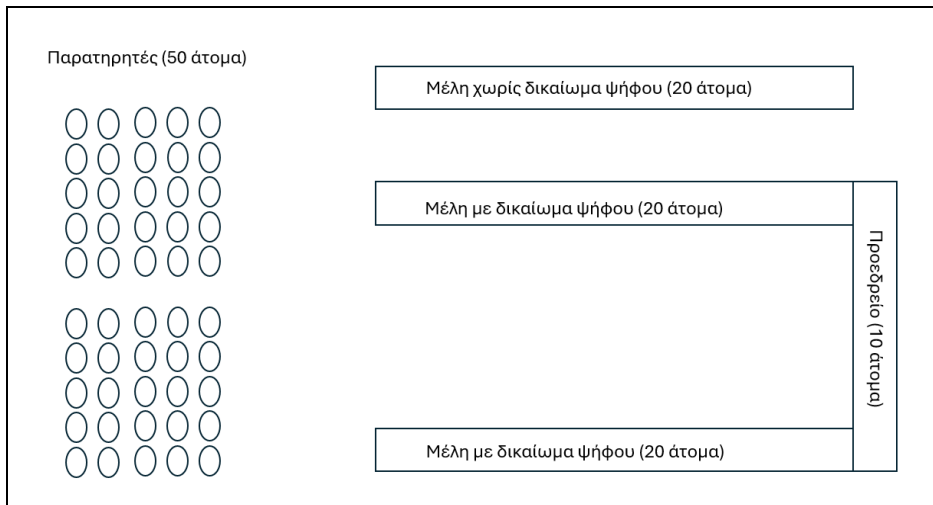 Παρατηρητές (50 άτομα)
Μέλη χωρίς δικαίωμα ψήφου (20 άτομα)
Μέλη με δικαίωμα ψήφου (20 άτομα)
Προεδρείο (10 άτομα)
Μέλη με δικαίωμα ψήφου (20 άτομα)